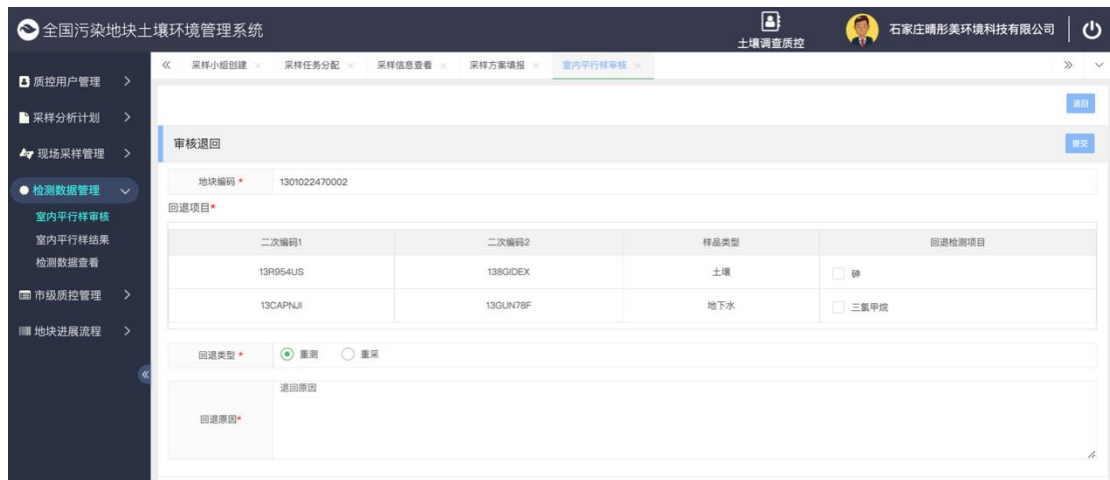 全国污染地块土壤环境管理系统
土壤调查质控
石家庄晴彤美环境科技有限公司
采样小组创建 采样任务分配 采样信息查看 采样方案填报 室内平行样审核
质控用户管理
采样分析计划
现场采样管理
检测数据管理
室内平行样审核
室内平行样结果
检测数据查看
市级质控管理
地块进展流程
退回
审核退回
提交
地块编码 * 1301022470002
回退项目*
二次编码1 二次编码2 样品类型 回退检测项目
13R954US 138GIDEX 土壤 砷
13CAPNJI 13GUN78F 地下水 三氯甲烷
回退类型 * 重测 重采
回退原因* 退回原因